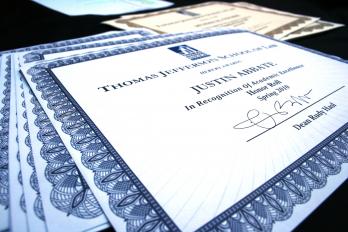 THOMAS JEFFERSON SCHOOL OF LAW
JUSTIN ABBATE
In Recognition Of Academic Excellence
Honor Roll
Spring 2010
Dean Rudy Hasl